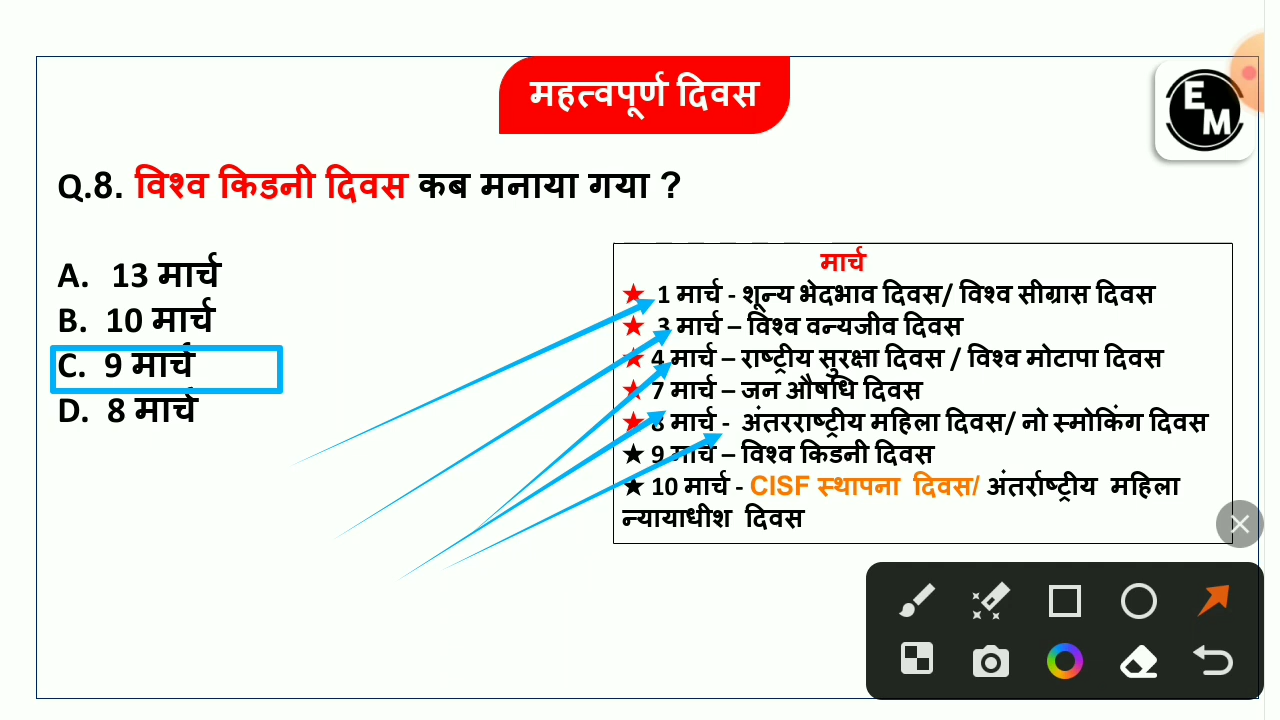 महत्वपूर्ण दिवस
E
M
Q.8. विश्व किडनी दिवस कब मनाया गया ?
A. 13 मार्च
B. 10 मार्च
C. 9 मार्च
D. 8 मार्च
मार्च
★ 1 मार्च - शून्य भेदभाव दिवस/ विश्व सीग्रास दिवस
★ 3 मार्च – विश्व वन्यजीव दिवस
★ 4 मार्च – राष्ट्रीय सुरक्षा दिवस / विश्व मोटापा दिवस
★ 7 मार्च – जन औषधि दिवस
★ 8 मार्च - अंतरराष्ट्रीय महिला दिवस/ नो स्मोकिंग दिवस
★ 9 मार्च – विश्व किडनी दिवस
★ 10 मार्च - CISF स्थापना दिवस/ अंतर्राष्ट्रीय महिला
न्यायाधीश दिवस